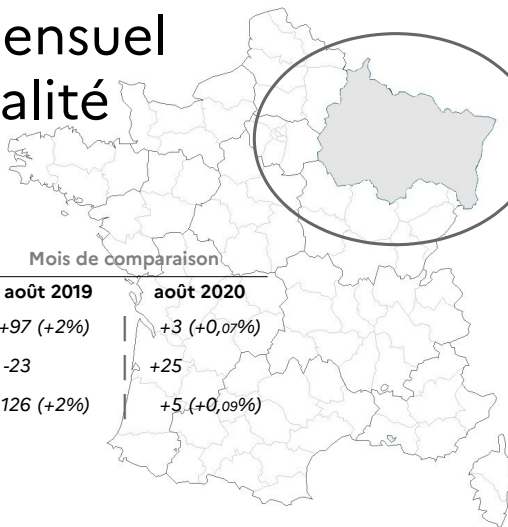 ensuel
alité
Mois de comparaison
août 2019 août 2020
+97 (+2%) | +3 (+0,07%)
-23 | +25
126 (+2%) | +5 (+0,09%)